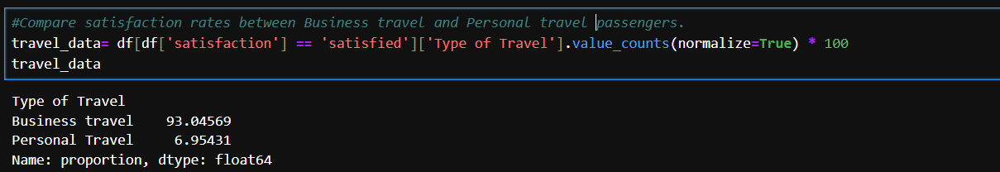 #Compare satisfaction rates between Business travel and Personal travel passengers.
travel_data= df[df['satisfaction'] == 'satisfied']['Type of Travel'].value_counts(normalize=True) * 100
travel_data
Type of Travel
Business travel    93.04569
Personal Travel     6.95431
Name: proportion, dtype: float64